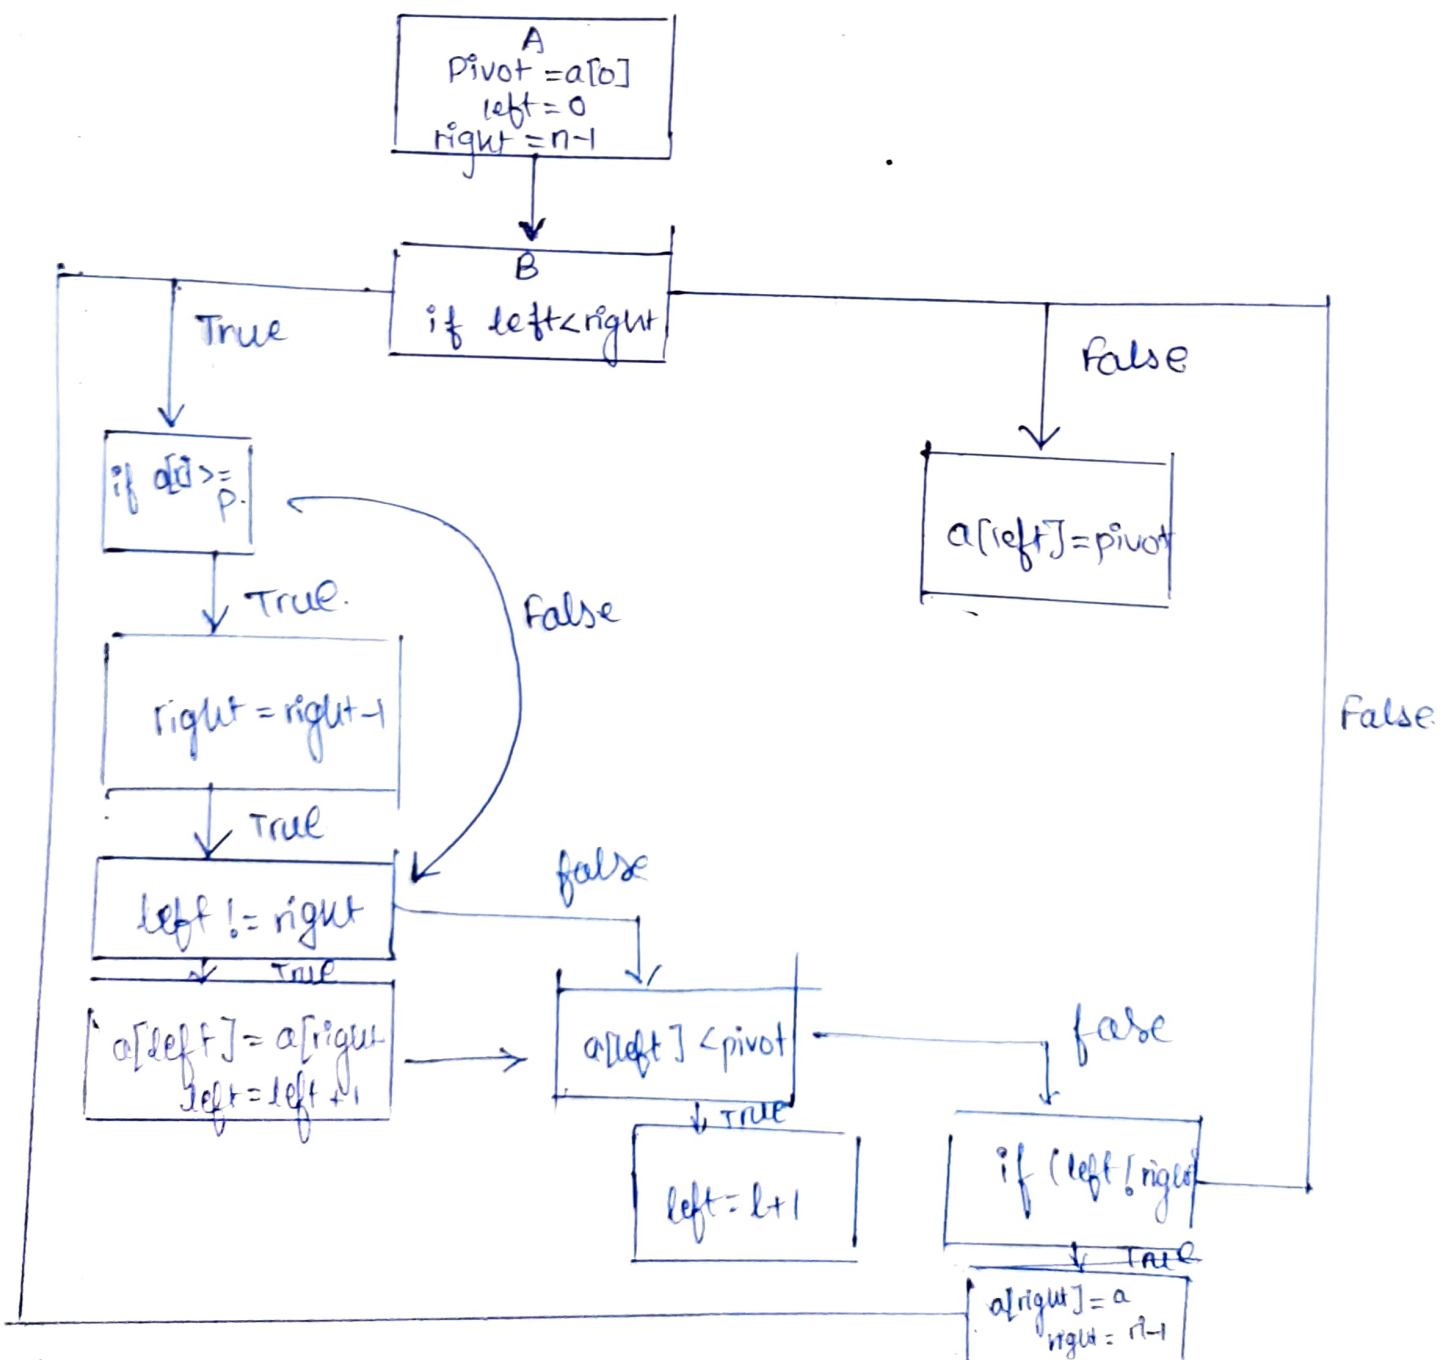 A
Pivot = a[0]
left = 0
right = n-1
B
if left<right
True
False
if a[r] >=
p.
a[left]=pivot
True.
False
right = right-1
False
True
left != right
false
True
a[left] = a[right
left = left + 1
a[left] < pivot
fase
True
left = l+1
if (left ! right
True
a[right] = a
right = r-1